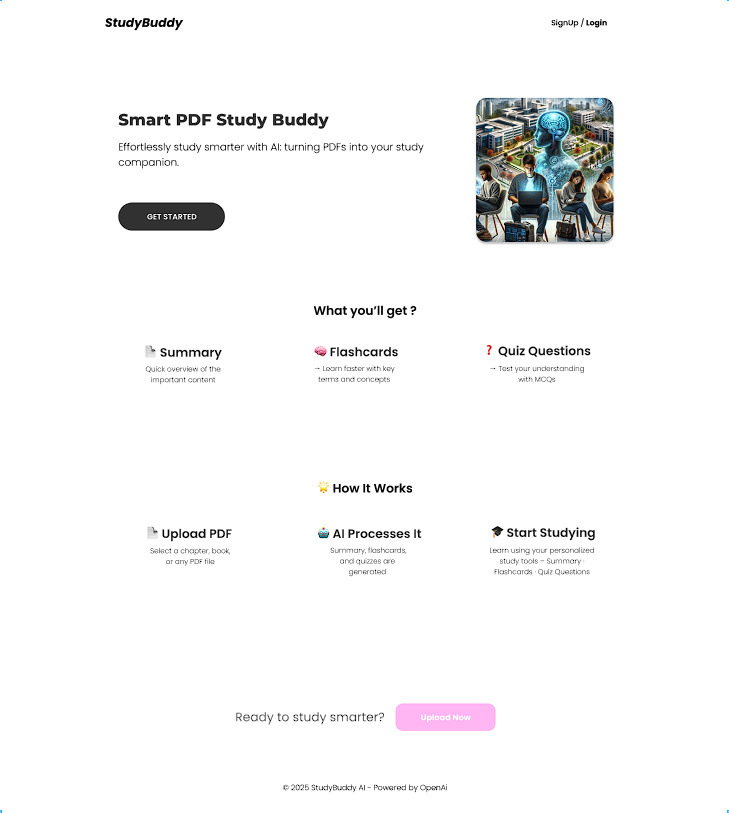 StudyBuddy
SignUp / Login
Smart PDF Study Buddy
Effortlessly study smarter with AI: turning PDFs into your study
companion.
GET STARTED
What you’ll get ?
📄 Summary
Quick overview of the
important content
🧠 Flashcards
→ Learn faster with key
terms and concepts
❓ Quiz Questions
→ Test your understanding
with MCQs
How It Works
Upload PDF
Select a chapter, book,
or any PDF file
AI Processes It
Summary, flashcards,
and quizzes are
generated
Start Studying
Learn using your personalized
study tools – Summary ·
Flashcards · Quiz Questions
Ready to study smarter?
Upload Now
© 2025 StudyBuddy AI - Powered by OpenAi